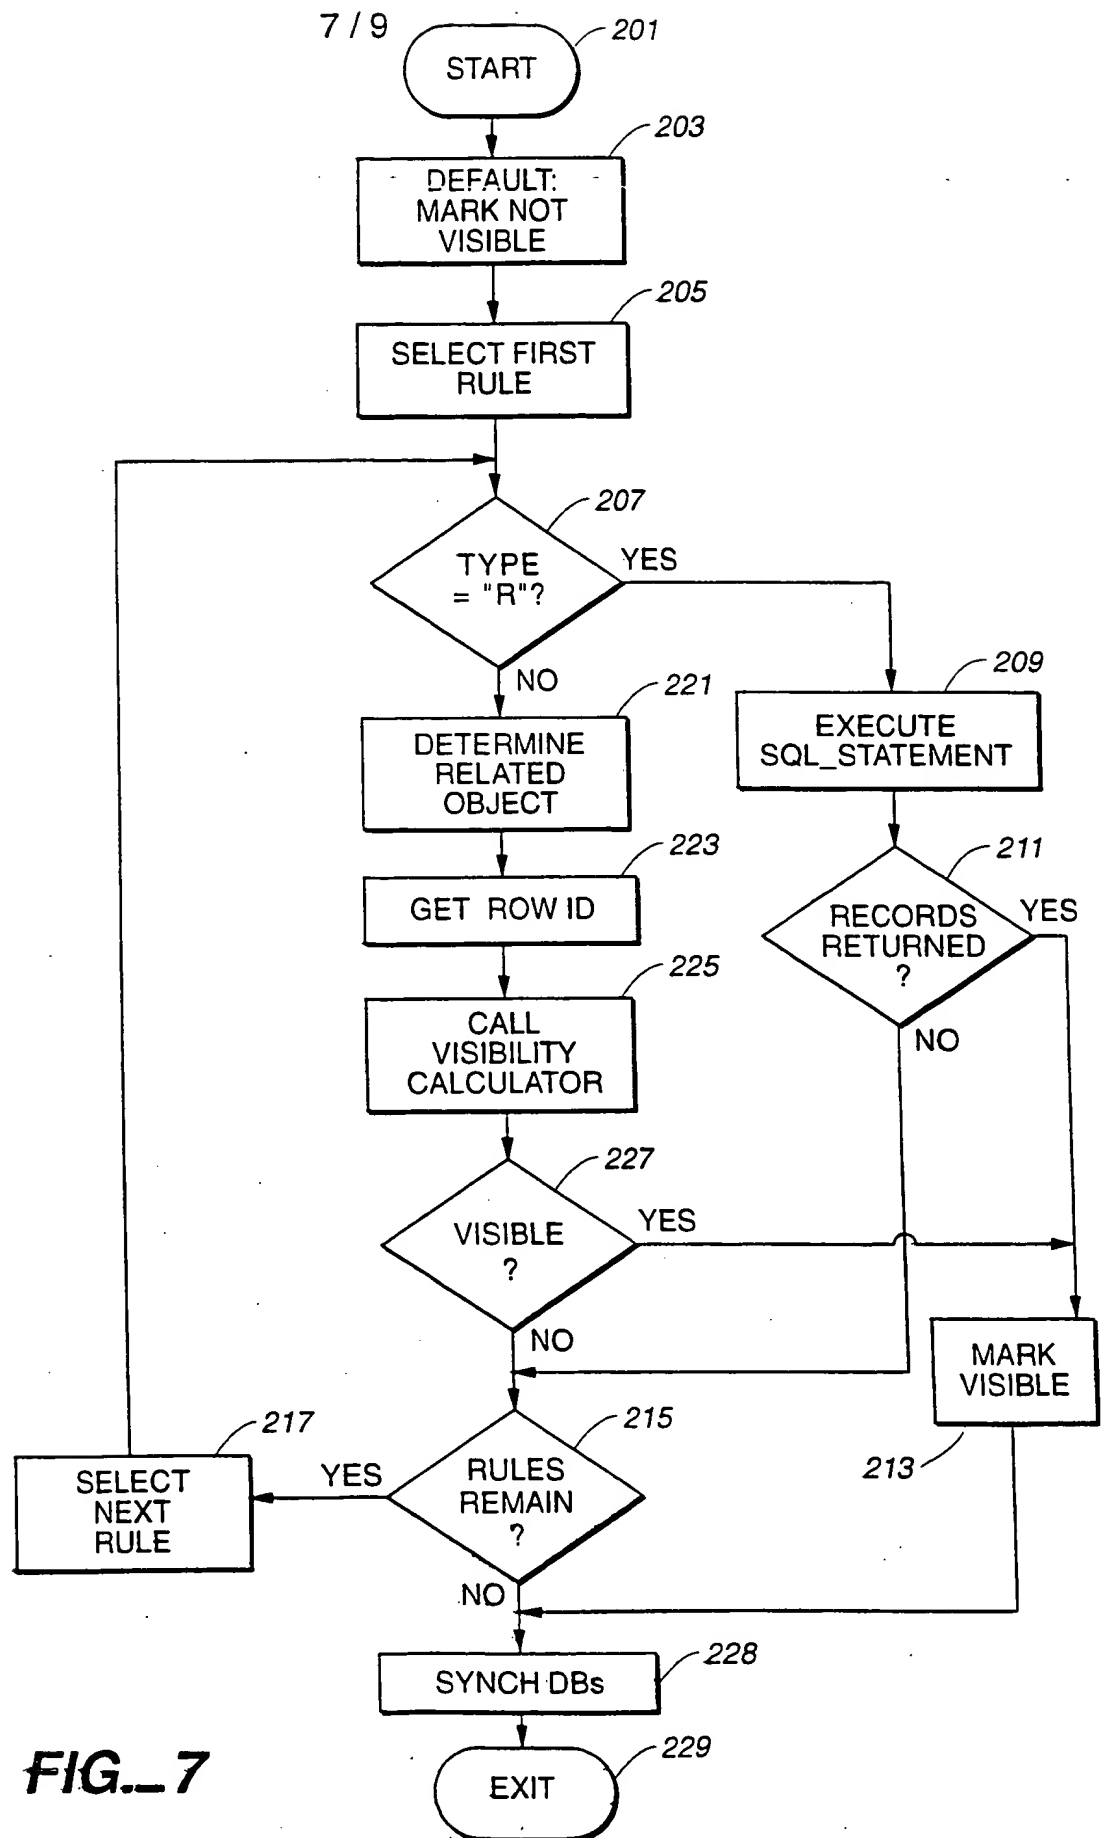 7/9
201
START
203
DEFAULT:
MARK NOT
VISIBLE
205
SELECT FIRST
RULE
207
TYPE
= "R"?
YES
NO
209
EXECUTE
SQL_STATEMENT
221
DETERMINE
RELATED
OBJECT
211
RECORDS
RETURNED
?
YES
NO
223
GET ROW ID
225
CALL
VISIBILITY
CALCULATOR
227
VISIBLE
?
YES
NO
MARK
VISIBLE
213
215
RULES
REMAIN
?
YES
NO
217
SELECT
NEXT
RULE
228
SYNCH DBs
229
EXIT
FIG._7